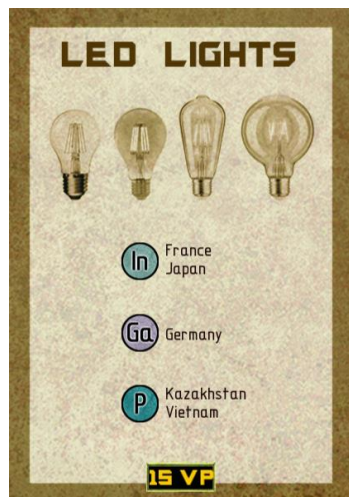 LED LIGHTS
In
France
Japan
Ga
Germany
P
Kazakhstan
Vietnam
15 VP